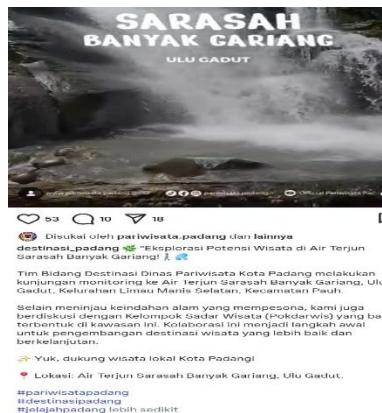 SARASAH
BANYAK GARIANG
ULU GADUT
pariwisata.padang
Official Pariwisata
53 10 18
Disukai oleh pariwisata.padang dan lainnya
destinasi_padang 🌿 "Eksplorasi Potensi Wisata di Air Terjun
Sarasah Banyak Gariang! 🚶 💦
Tim Bidang Destinasi Dinas Pariwisata Kota Padang melakukan
kunjungan monitoring ke Air Terjun Sarasah Banyak Gariang, Ulu
Gadut, Kelurahan Limau Manis Selatan, Kecamatan Pauh.
Selain meninjau keindahan alam yang mempesona, kami juga
berdiskusi dengan Kelompok Sadar Wisata (Pokdarwis) yang ba
terbentuk di kawasan ini. Kolaborasi ini menjadi langkah awal
untuk pengembangan destinasi wisata yang lebih baik dan
berkelanjutan.
✨ Yuk, dukung wisata lokal Kota Padang!
📍 Lokasi: Air Terjun Sarasah Banyak Gariang, Ulu Gadut.
#pariwisatapadang
#destinasipadang
#jelajahpadang lebih sedikit